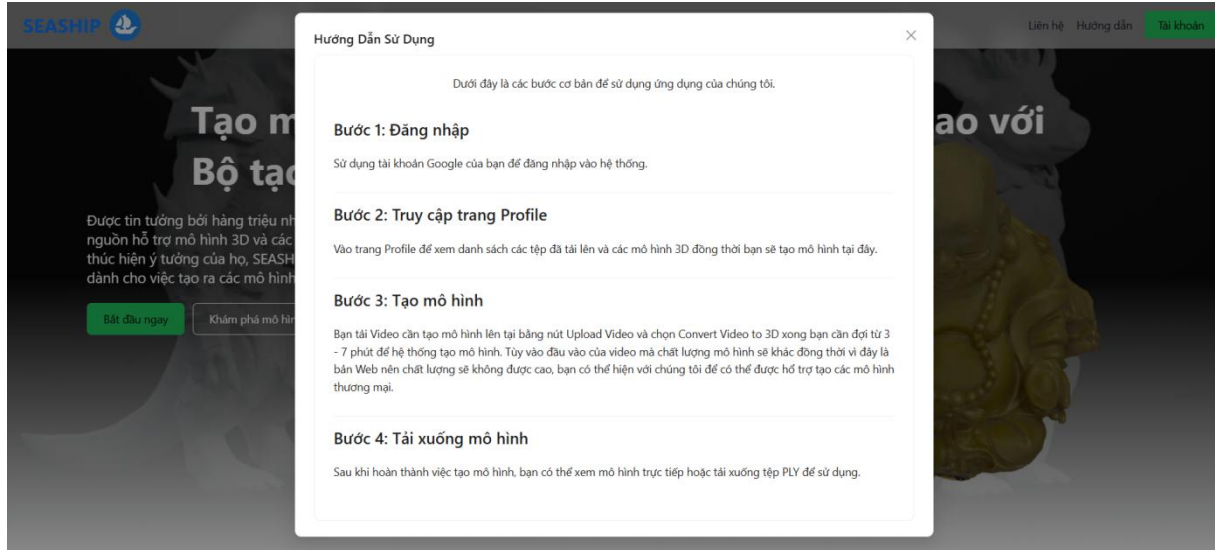 SEASHIP
Liên hệ Hướng dẫn Tài khoản
Hướng Dẫn Sử Dụng
Dưới đây là các bước cơ bản để sử dụng ứng dụng của chúng tôi.
Bước 1: Đăng nhập
Sử dụng tài khoản Google của bạn để đăng nhập vào hệ thống.
Bước 2: Truy cập trang Profile
Vào trang Profile để xem danh sách các tệp đã tải lên và các mô hình 3D đồng thời bạn sẽ tạo mô hình tại đây.
Bước 3: Tạo mô hình
Bạn tải Video cần tạo mô hình lên tại bằng nút Upload Video và chọn Convert Video to 3D xong bạn cần đợi từ 3
- 7 phút để hệ thống tạo mô hình. Tùy vào đầu vào của video mà chất lượng mô hình sẽ khác đồng thời vì đây là
bản Web nên chất lượng sẽ không được cao, bạn có thể hiện với chúng tôi để có thể được hổ trợ tạo các mô hình
thương mại.
Bước 4: Tải xuống mô hình
Sau khi hoàn thành việc tạo mô hình, bạn có thể xem mô hình trực tiếp hoặc tải xuống tệp PLY để sử dụng.
Tạo m
ao với
Bộ tạo
Được tin tưởng bởi hàng triệu nh
nguồn hỗ trợ mô hình 3D và các
thúc hiện ý tưởng của họ, SEASH
dành cho việc tạo ra các mô hình
Bắt đầu ngay
Khám phá mô hìn